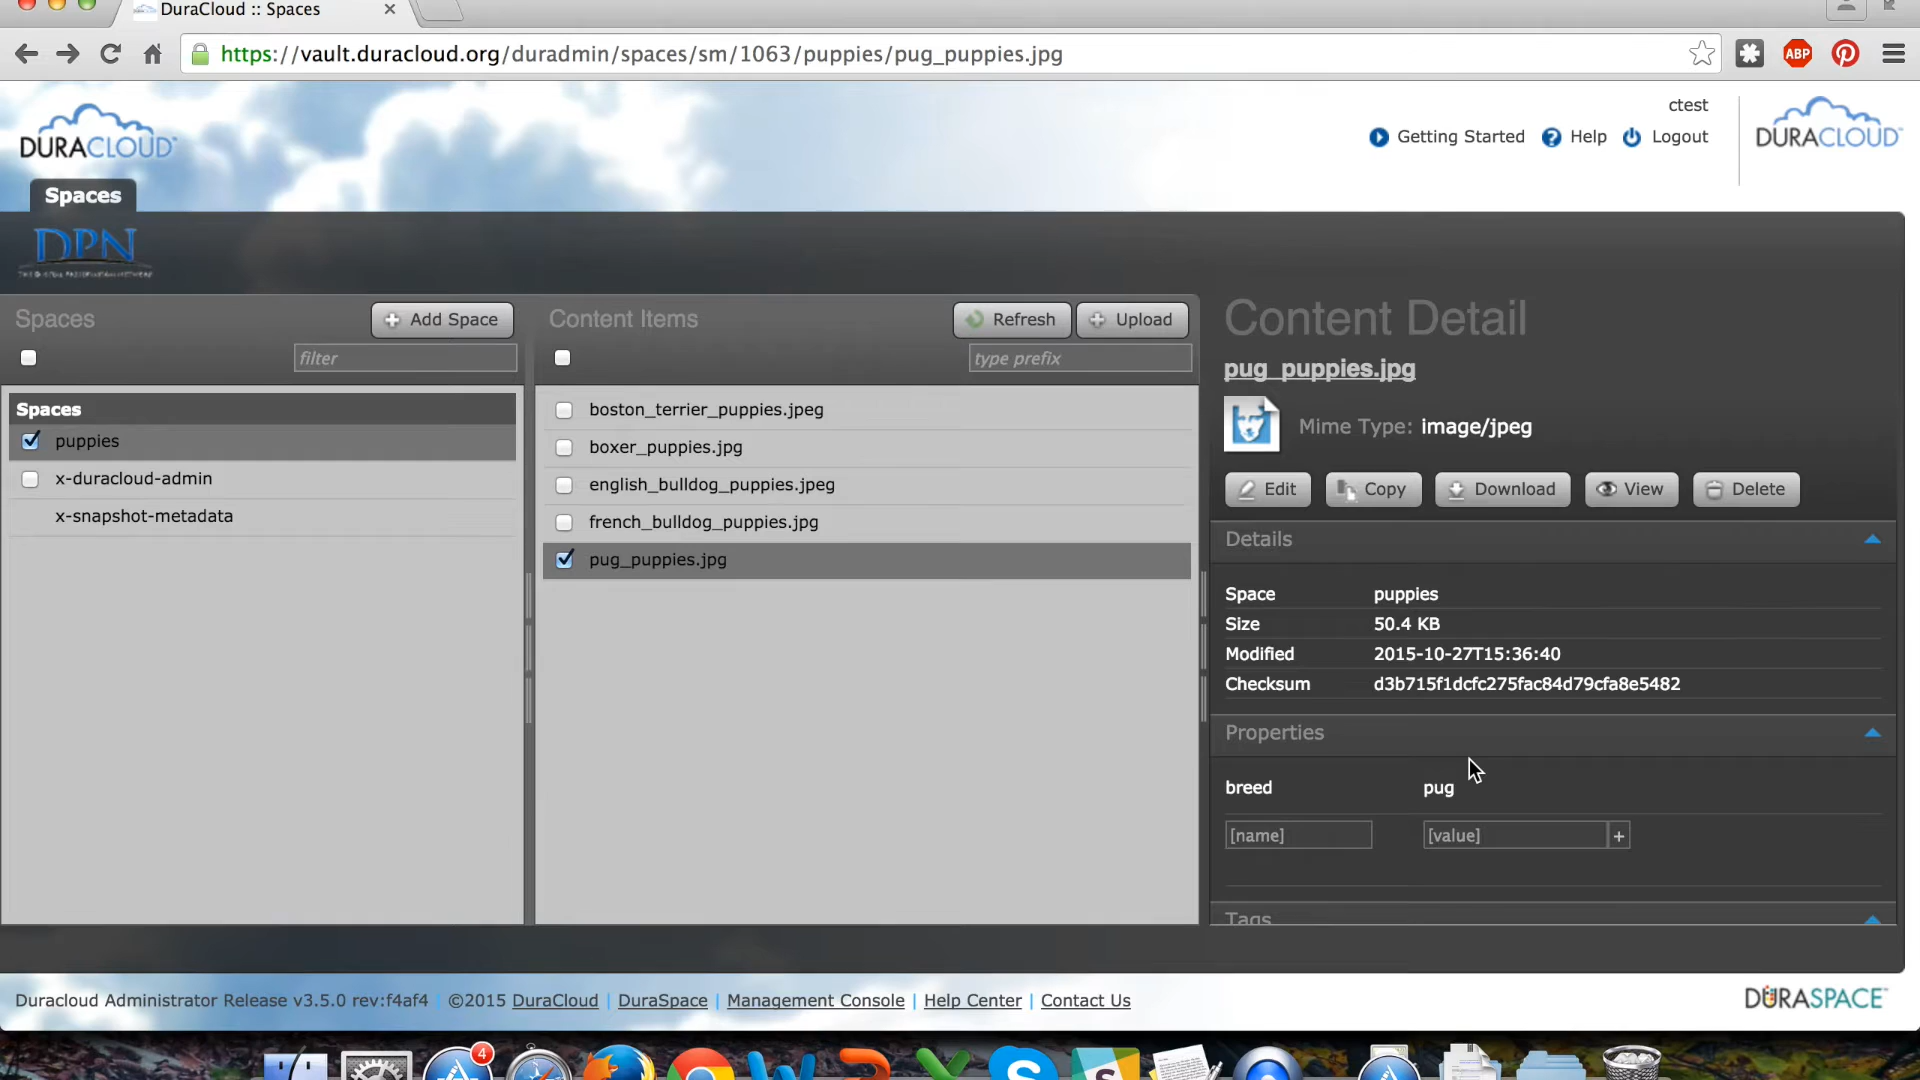 DuraCloud :: Spaces
https://vault.duracloud.org/duradmin/spaces/sm/1063/puppies/pug_puppies.jpg
ABP
DURACLOUD
ctest
Getting Started
Help
Logout
DURACLOUD
Spaces
DPN
Spaces
Add Space
filter
Content Items
Refresh
Upload
type prefix
Spaces
puppies
x-duracloud-admin
x-snapshot-metadata
boston_terrier_puppies.jpeg
boxer_puppies.jpg
english_bulldog_puppies.jpeg
french_bulldog_puppies.jpg
pug_puppies.jpg
Content Detail
pug_puppies.jpg
Mime Type: image/jpeg
Edit Copy Download View Delete
Details
Space puppies
Size 50.4 KB
Modified 2015-10-27T15:36:40
Checksum d3b715f1dcfc275fac84d79cfa8e5482
Properties
breed pug
[name] [value] +
Tags
Duracloud Administrator Release v3.5.0 rev:f4af4 | ©2015 DuraCloud | DuraSpace | Management Console | Help Center | Contact Us
DURASPACE
4